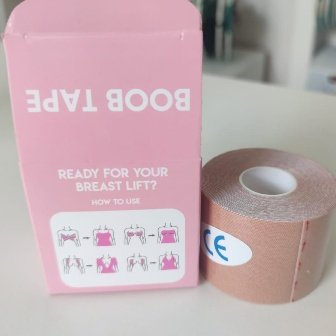 BOOB TAPE
READY FOR YOUR
BREAST LIFT?
HOW TO USE
CE